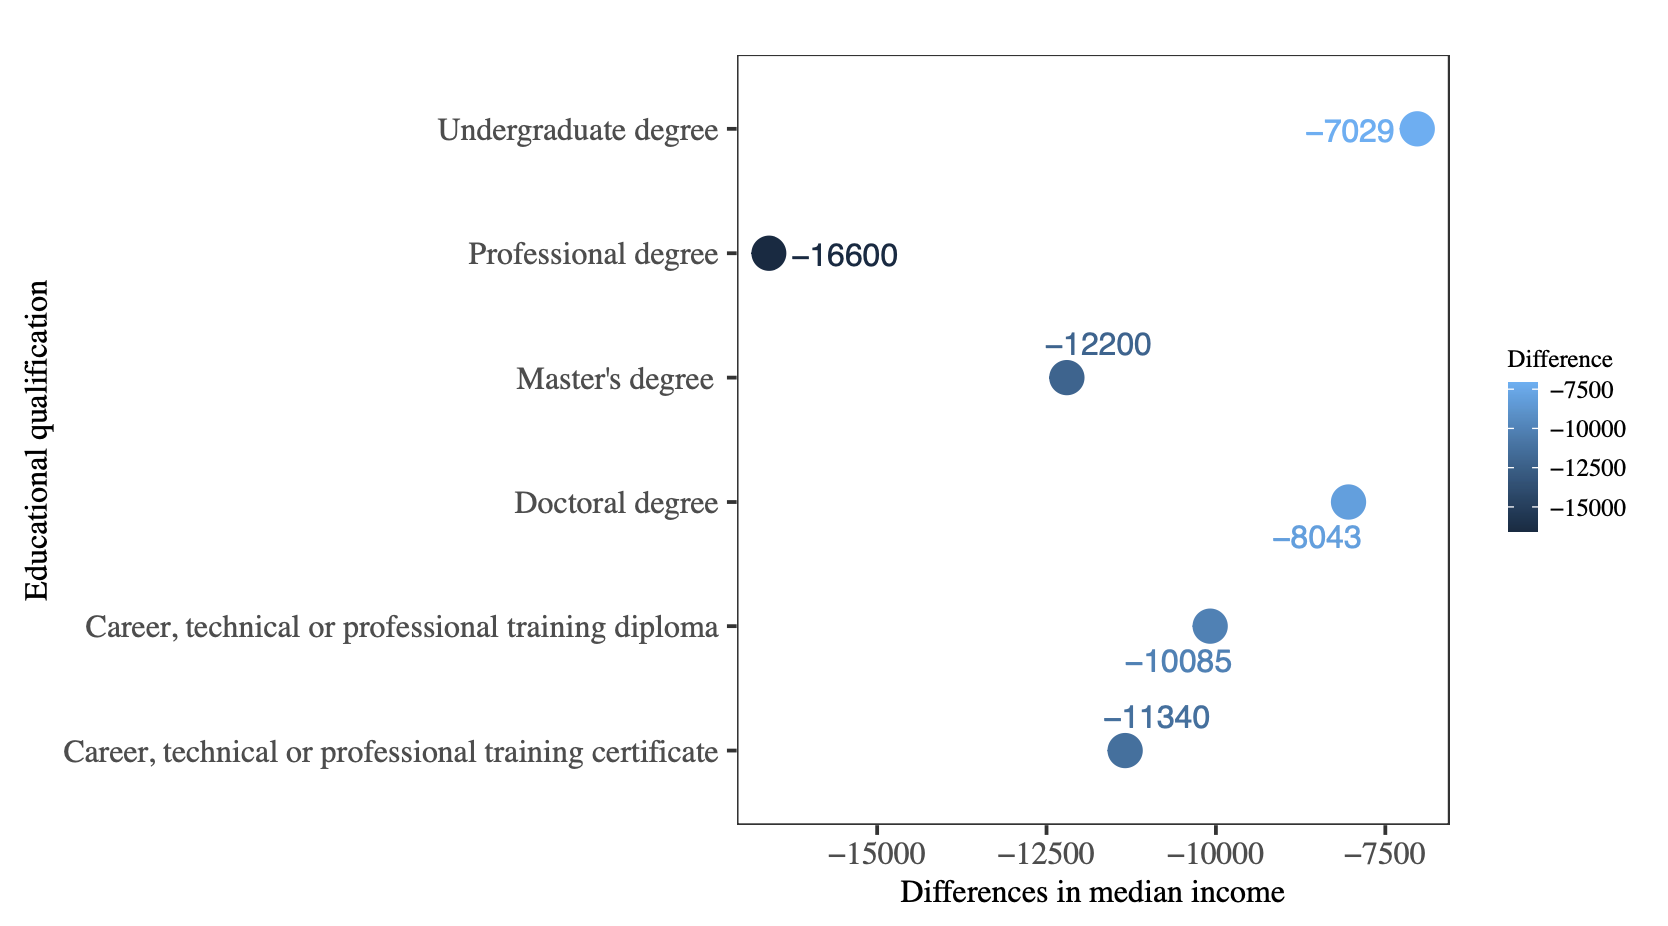 Undergraduate degree
−7029
Professional degree
−16600
−12200
Master's degree
Doctoral degree
−8043
Career, technical or professional training diploma
−10085
−11340
Career, technical or professional training certificate
Educational qualification
−15000
−12500
−10000
−7500
Differences in median income
Difference
−7500
−10000
−12500
−15000